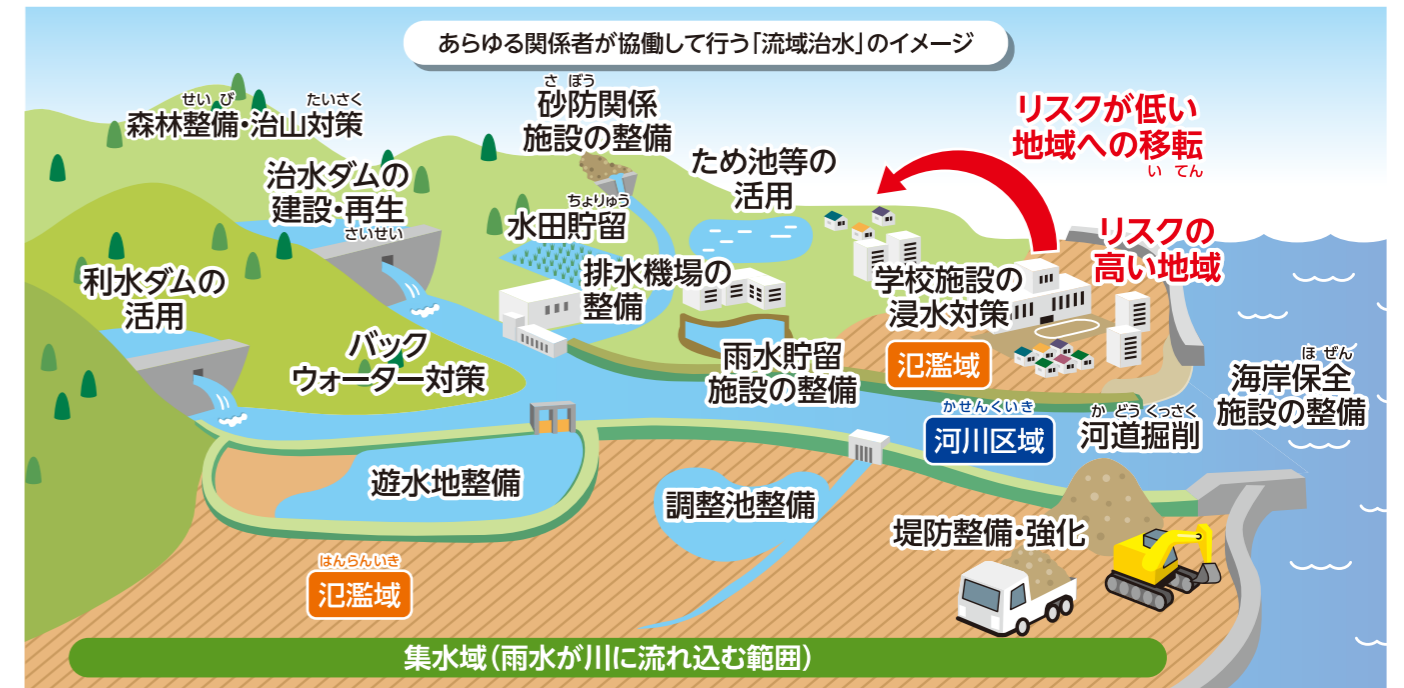 あらゆる関係者が協働して行う「流域治水」のイメージ
せいび たいさく
森林整備・治山対策
さぼう
砂防関係
施設の整備
リスクが低い
地域への移転
いてん
治水ダムの
建設・再生
さいせい
ため池等の
活用
ちょりゅう
水田貯留
リスクの
高い地域
利水ダムの
活用
排水機場の
整備
学校施設の
浸水対策
バック
ウォーター対策
雨水貯留
施設の整備
氾濫域
ほぜん
海岸保全
施設の整備
かせんくいき
河川区域
かどうくっさく
河道掘削
遊水地整備
調整池整備
堤防整備・強化
はんらんいき
氾濫域
集水域（雨水が川に流れ込む範囲）